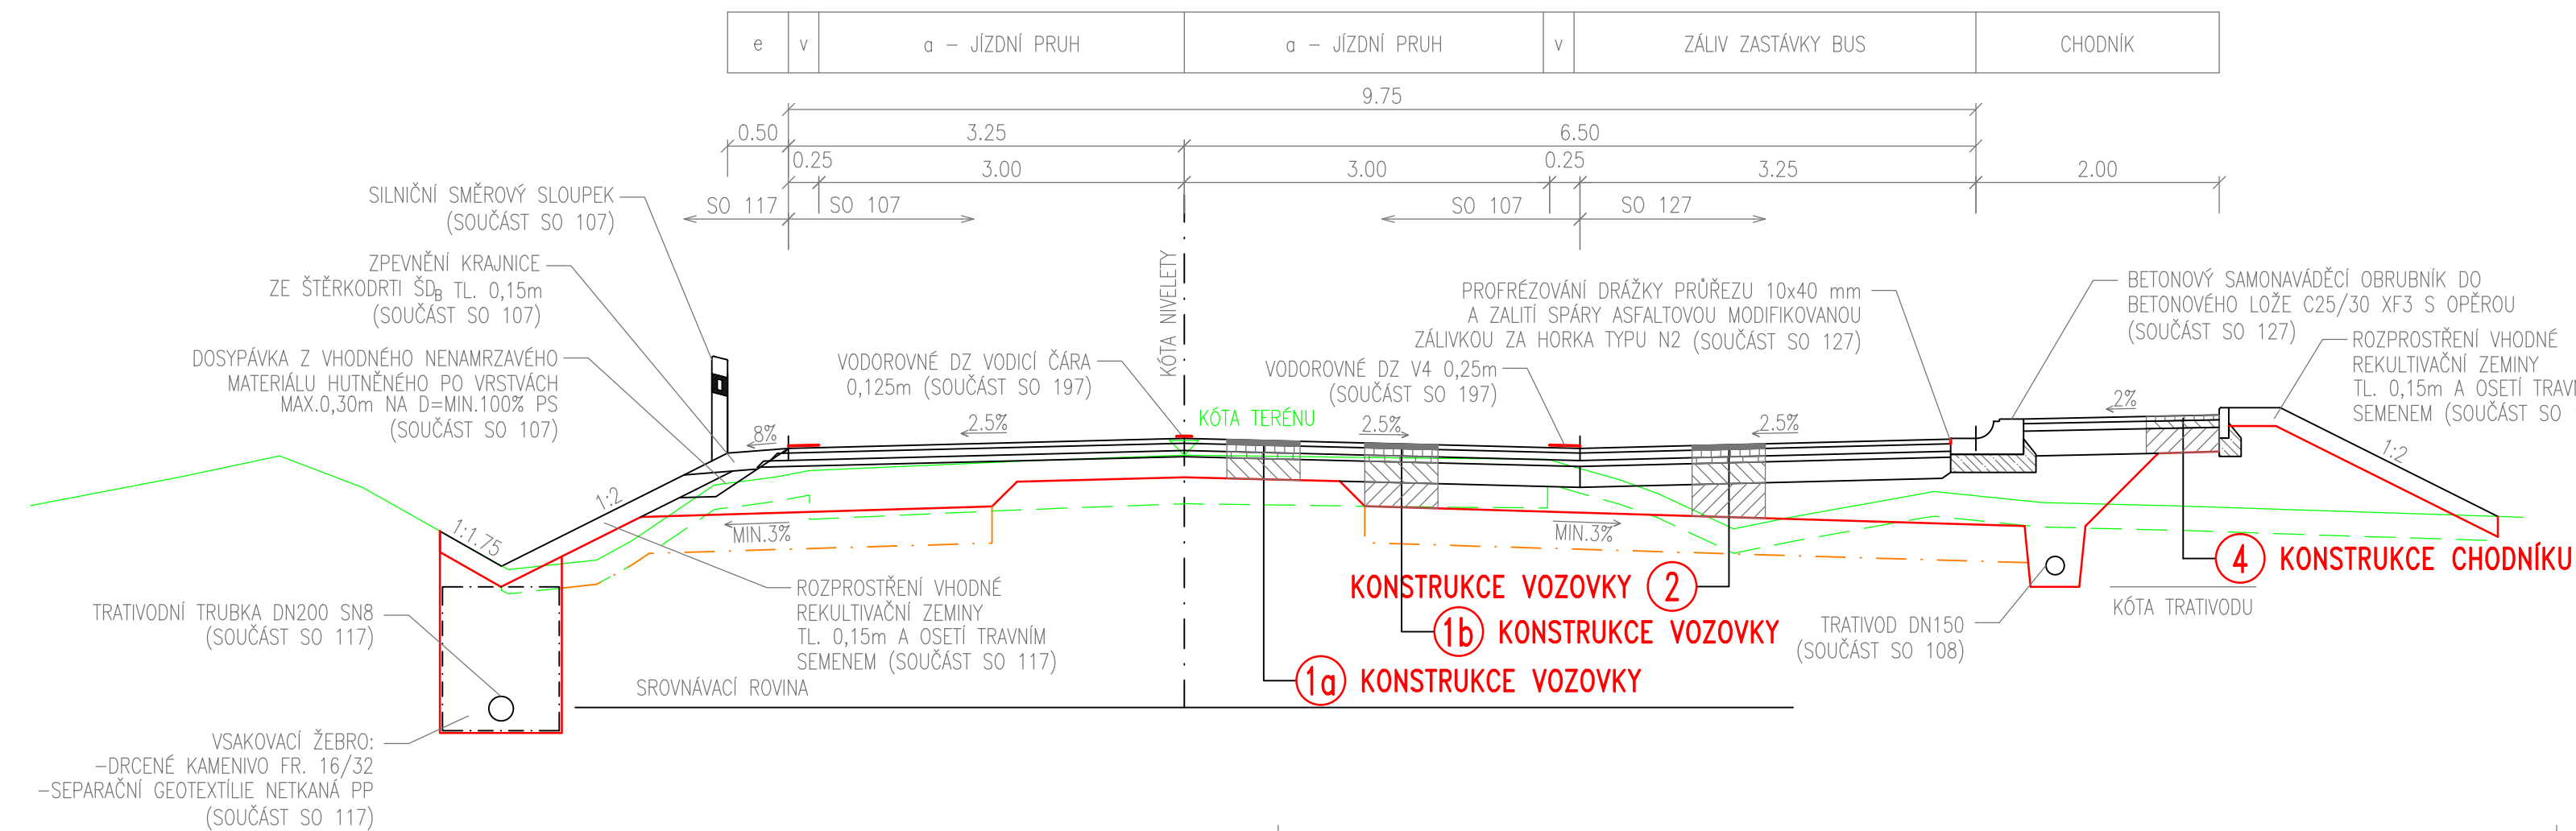 e
v
a – JÍZDNÍ PRUH
a – JÍZDNÍ PRUH
v
ZÁLIV ZASTÁVKY BUS
CHODNÍK
9.75
0.50
3.25
6.50
0.25
3.00
3.00
0.25
3.25
2.00
SO 117
SO 107
SO 107
SO 127
SILNIČNÍ SMĚROVÝ SLOUPEK
(SOUČÁST SO 107)
ZPEVNĚNÍ KRAJNICE
ZE ŠTĚRKODRTI ŠDB TL. 0,15m
(SOUČÁST SO 107)
DOSYPÁVKA Z VHODNÉHO NENAMRZAVÉHO
MATERIÁLU HUTNĚNÉHO PO VRSTVÁCH
MAX.0,30m NA D=MIN.100% PS
(SOUČÁST SO 107)
VODOROVNÉ DZ VODICÍ ČÁRA
0,125m (SOUČÁST SO 197)
KÓTA NIVELETY
KÓTA TERÉNU
VODOROVNÉ DZ V4 0,25m
(SOUČÁST SO 197)
PROFRÉZOVÁNÍ DRÁŽKY PRŮŘEZU 10x40 mm
A ZALITÍ SPÁRY ASFALTOVOU MODIFIKOVANOU
ZÁLIVKOU ZA HORKA TYPU N2 (SOUČÁST SO 127)
BETONOVÝ SAMONAVÁDĚCÍ OBRUBNÍK DO
BETONOVÉHO LOŽE C25/30 XF3 S OPĚROU
(SOUČÁST SO 127)
ROZPROSTŘENÍ VHODNÉ
REKULTIVAČNÍ ZEMINY
TL. 0,15m A OSETÍ TRAVN
SEMENEM (SOUČÁST SO
8%
2.5%
2.5%
2.5%
2%
1:2
1:2
1:1.75
MIN.3%
MIN.3%
KONSTRUKCE VOZOVKY 2
1b KONSTRUKCE VOZOVKY
1a KONSTRUKCE VOZOVKY
4 KONSTRUKCE CHODNÍKU
KÓTA TRATIVODU
TRATIVOD DN150
(SOUČÁST SO 108)
ROZPROSTŘENÍ VHODNÉ
REKULTIVAČNÍ ZEMINY
TL. 0,15m A OSETÍ TRAVNÍM
SEMENEM (SOUČÁST SO 117)
SROVNÁVACÍ ROVINA
TRATIVODNÍ TRUBKA DN200 SN8
(SOUČÁST SO 117)
VSAKOVACÍ ŽEBRO:
–DRCENÉ KAMENIVO FR. 16/32
–SEPARAČNÍ GEOTEXTÍLIE NETKANÁ PP
(SOUČÁST SO 117)